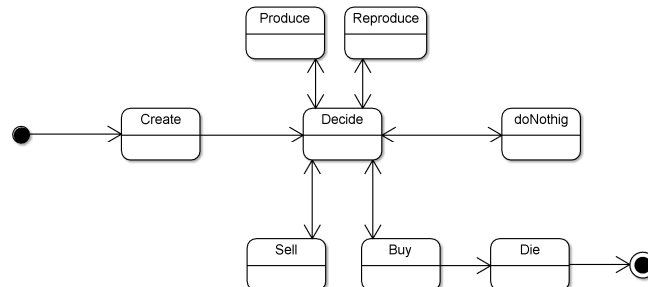 Produce
Reproduce
Create
Decide
doNothig
Sell
Buy
Die